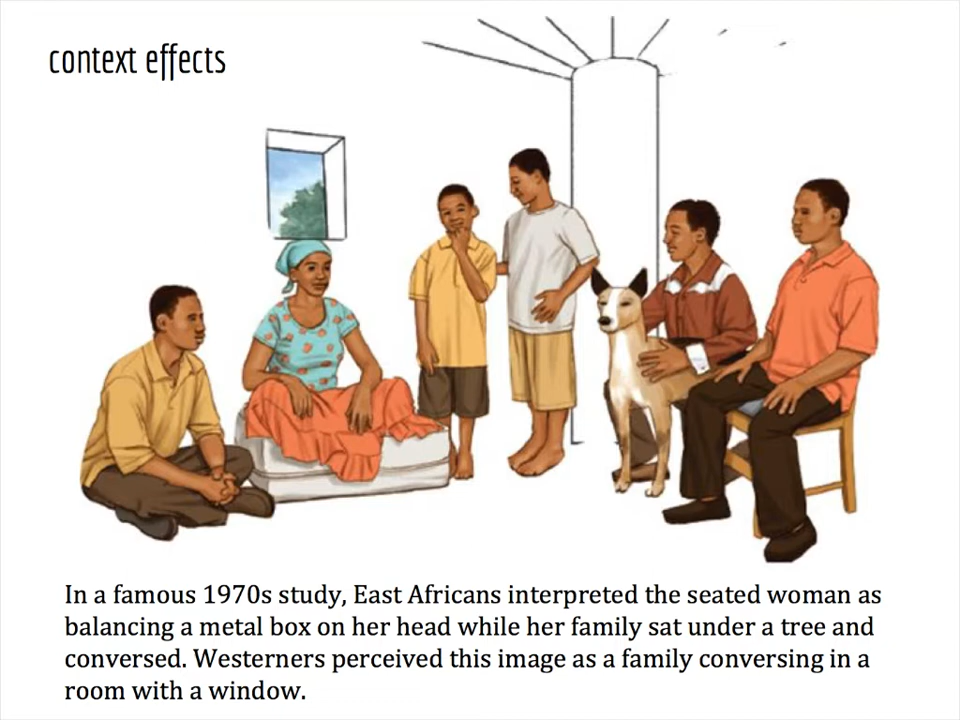 context effects
In a famous 1970s study, East Africans interpreted the seated woman as
balancing a metal box on her head while her family sat under a tree and
conversed. Westerners perceived this image as a family conversing in a
room with a window.